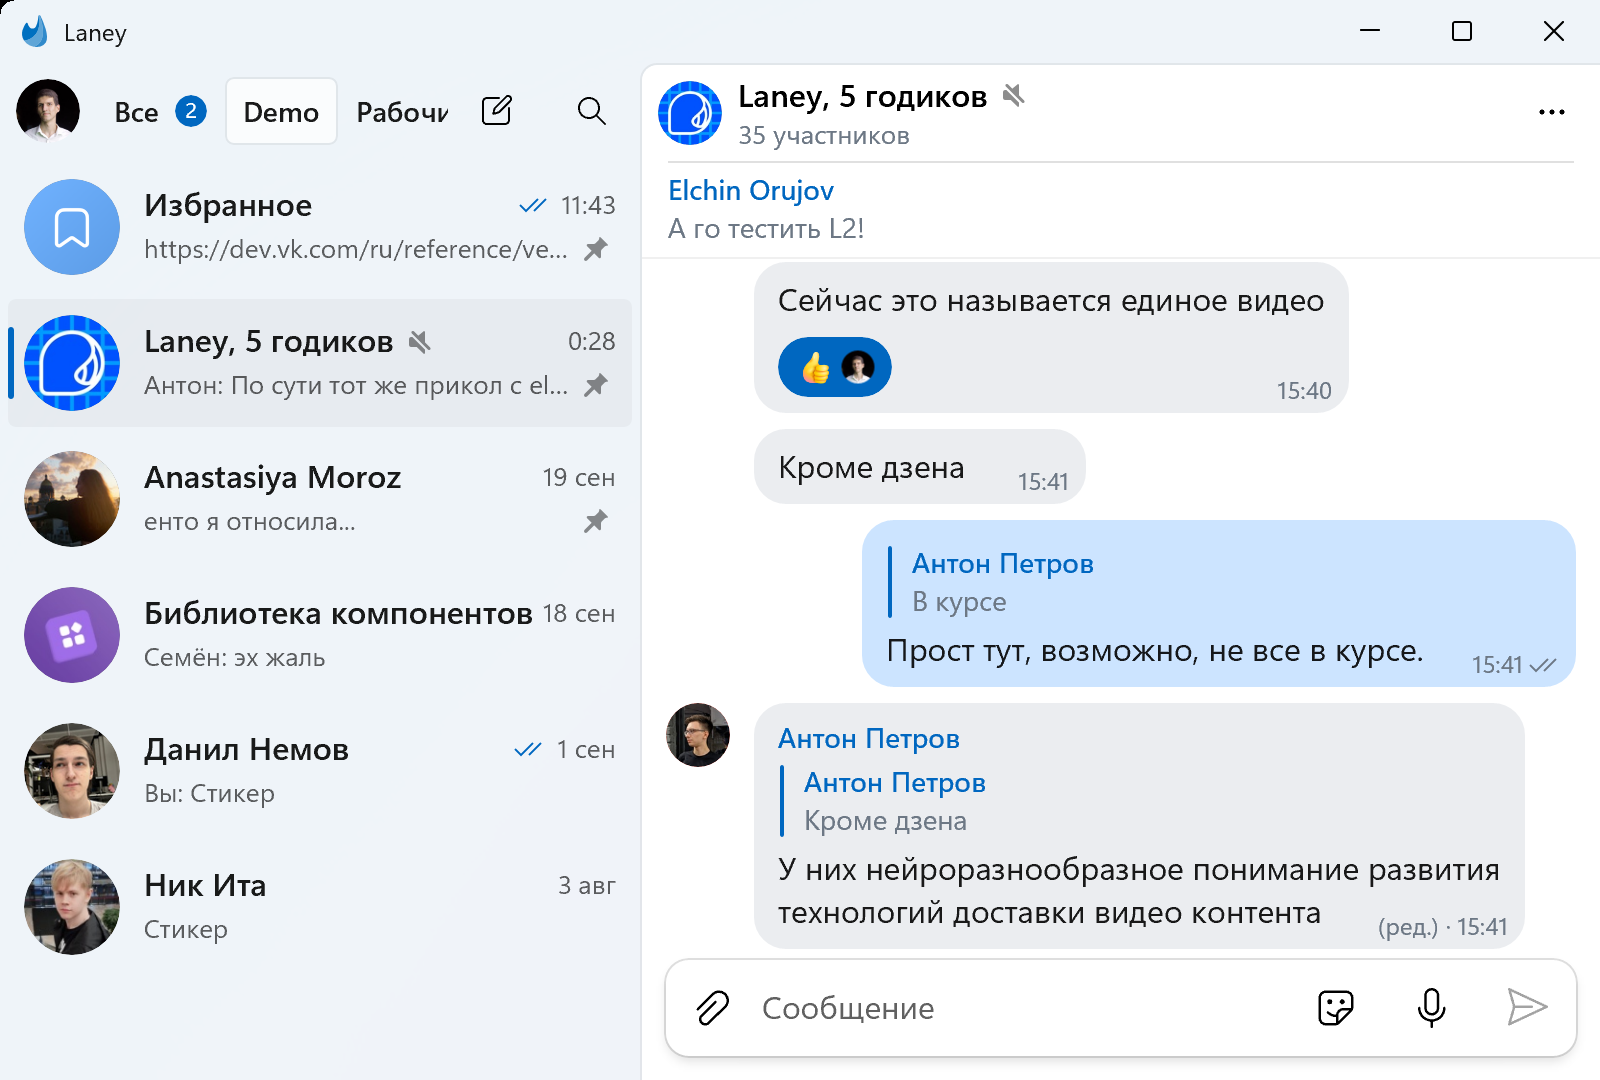 Laney
Все 2 Demo Рабочи
Избранное 11:43
https://dev.vk.com/ru/reference/ve...
Laney, 5 годиков 0:28
Антон: По сути тот же прикол с el...
Anastasiya Moroz 19 сен
енто я относила...
Библиотека компонентов 18 сен
Семён: эх жаль
Данил Немов 1 сен
Вы: Стикер
Ник Ита 3 авг
Стикер
Laney, 5 годиков
35 участников
Elchin Orujov
А го тестить L2!
Сейчас это называется единое видео
15:40
Кроме дзена 15:41
Антон Петров
В курсе
Прост тут, возможно, не все в курсе. 15:41
Антон Петров
Антон Петров
Кроме дзена
У них нейроразнообразное понимание развития
технологий доставки видео контента (ред.) · 15:41
Сообщение